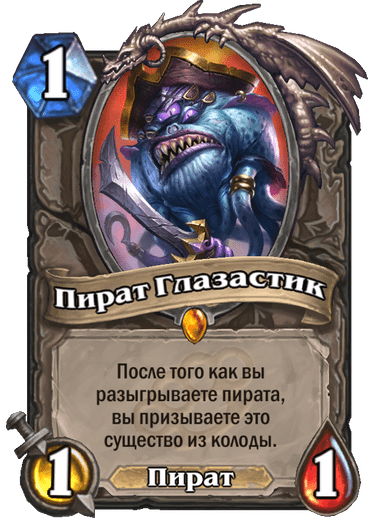 1
Пират Глазастик
После того как вы
разыгрываете пирата,
вы призываете это
существо из колоды.
1
Пират
1